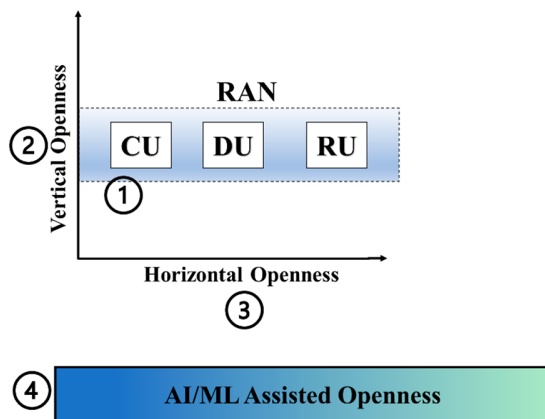 RAN
CU DU RU
② Vertical Openness
①
Horizontal Openness
③
④ AI/ML Assisted Openness